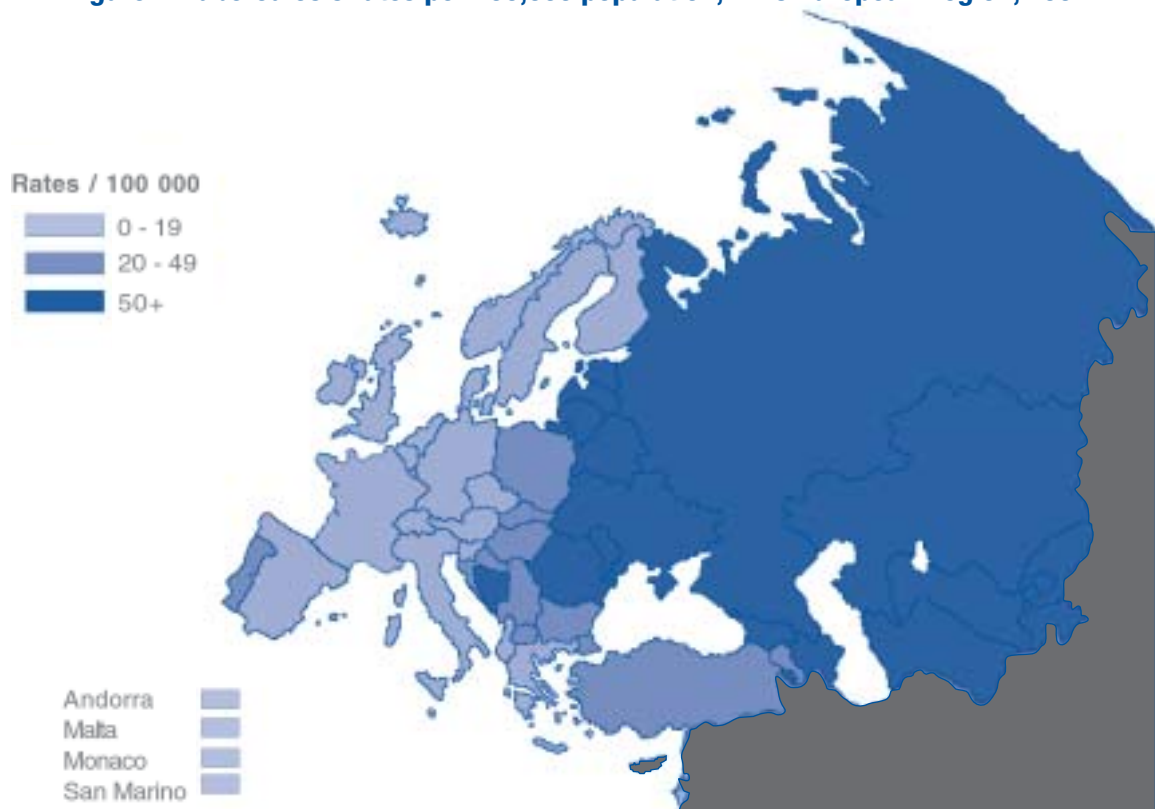 Rates / 100 000
0 - 19
20 - 49
50+
Andorra
Malta
Monaco
San Marino